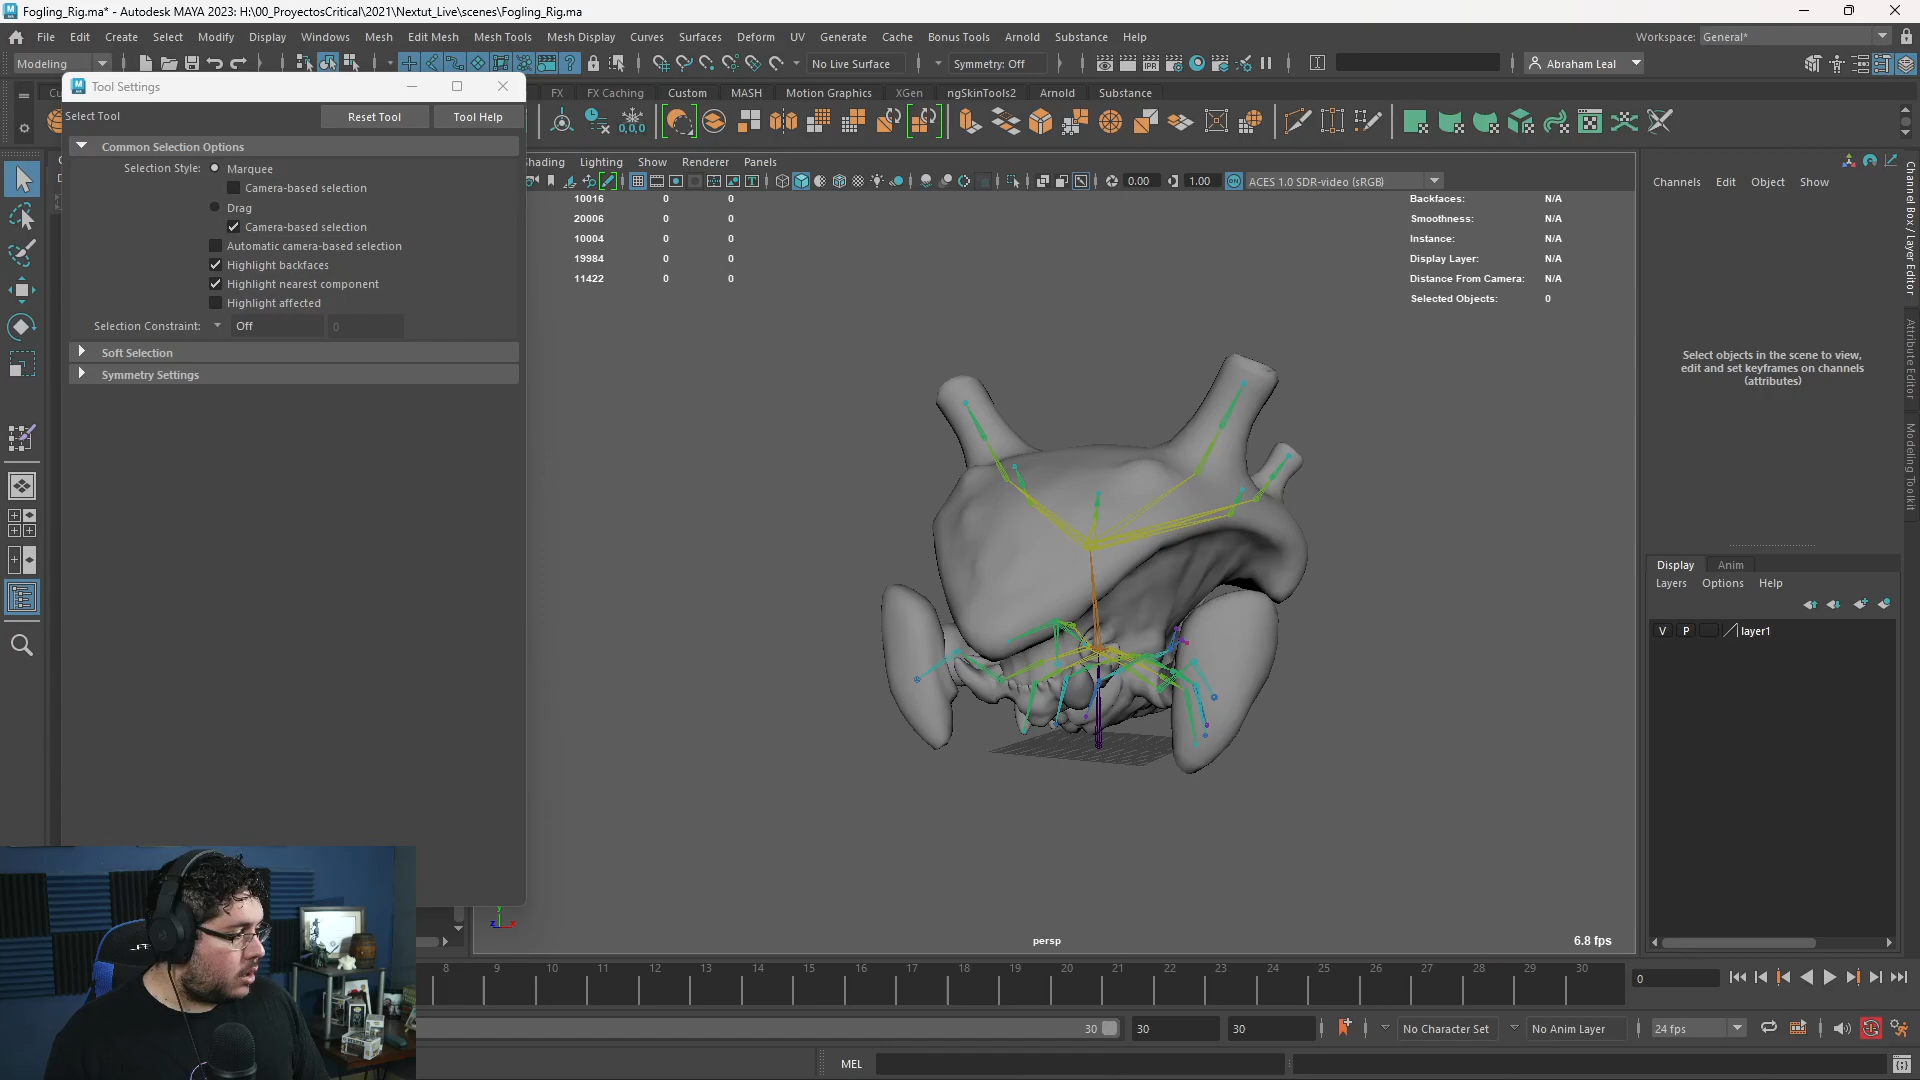 Fogling_Rig.ma* - Autodesk MAYA 2023: H:\00_ProyectosCritical\2021\Nextut_Live\scenes\Fogling_Rig.ma
File Edit Create Select Modify Display Windows Mesh Edit Mesh Mesh Tools Mesh Display Curves Surfaces Deform UV Generate Cache Bonus Tools Arnold Substance Help
Workspace: General*
Modeling
No Live Surface
Symmetry: Off
Abraham Leal
Tool Settings
FX FX Caching Custom MASH Motion Graphics XGen ngSkinTools2 Arnold Substance
Select Tool
Reset Tool
Tool Help
Common Selection Options
Selection Style: Marquee
Camera-based selection
Drag
Camera-based selection
Automatic camera-based selection
Highlight backfaces
Highlight nearest component
Highlight affected
Selection Constraint: Off 0
Soft Selection
Symmetry Settings
0,0,0
IPR
Shading Lighting Show Renderer Panels
0.00 1.00 ON ACES 1.0 SDR-video (sRGB)
10016 0 0
20006 0 0
10004 0 0
19984 0 0
11422 0 0
Backfaces: N/A
Smoothness: N/A
Instance: N/A
Display Layer: N/A
Distance From Camera: N/A
Selected Objects: 0
persp
6.8 fps
Channels Edit Object Show
Select objects in the scene to view,
edit and set keyframes on channels
(attributes)
Channel Box / Layer Editor
Attribute Editor
Modeling Toolkit
Display Anim
Layers Options Help
V P layer1
8 9 10 11 12 13 14 15 16 17 18 19 20 21 22 23 24 25 26 27 28 29 30
0
30 30 30
No Character Set
No Anim Layer
24 fps
MEL